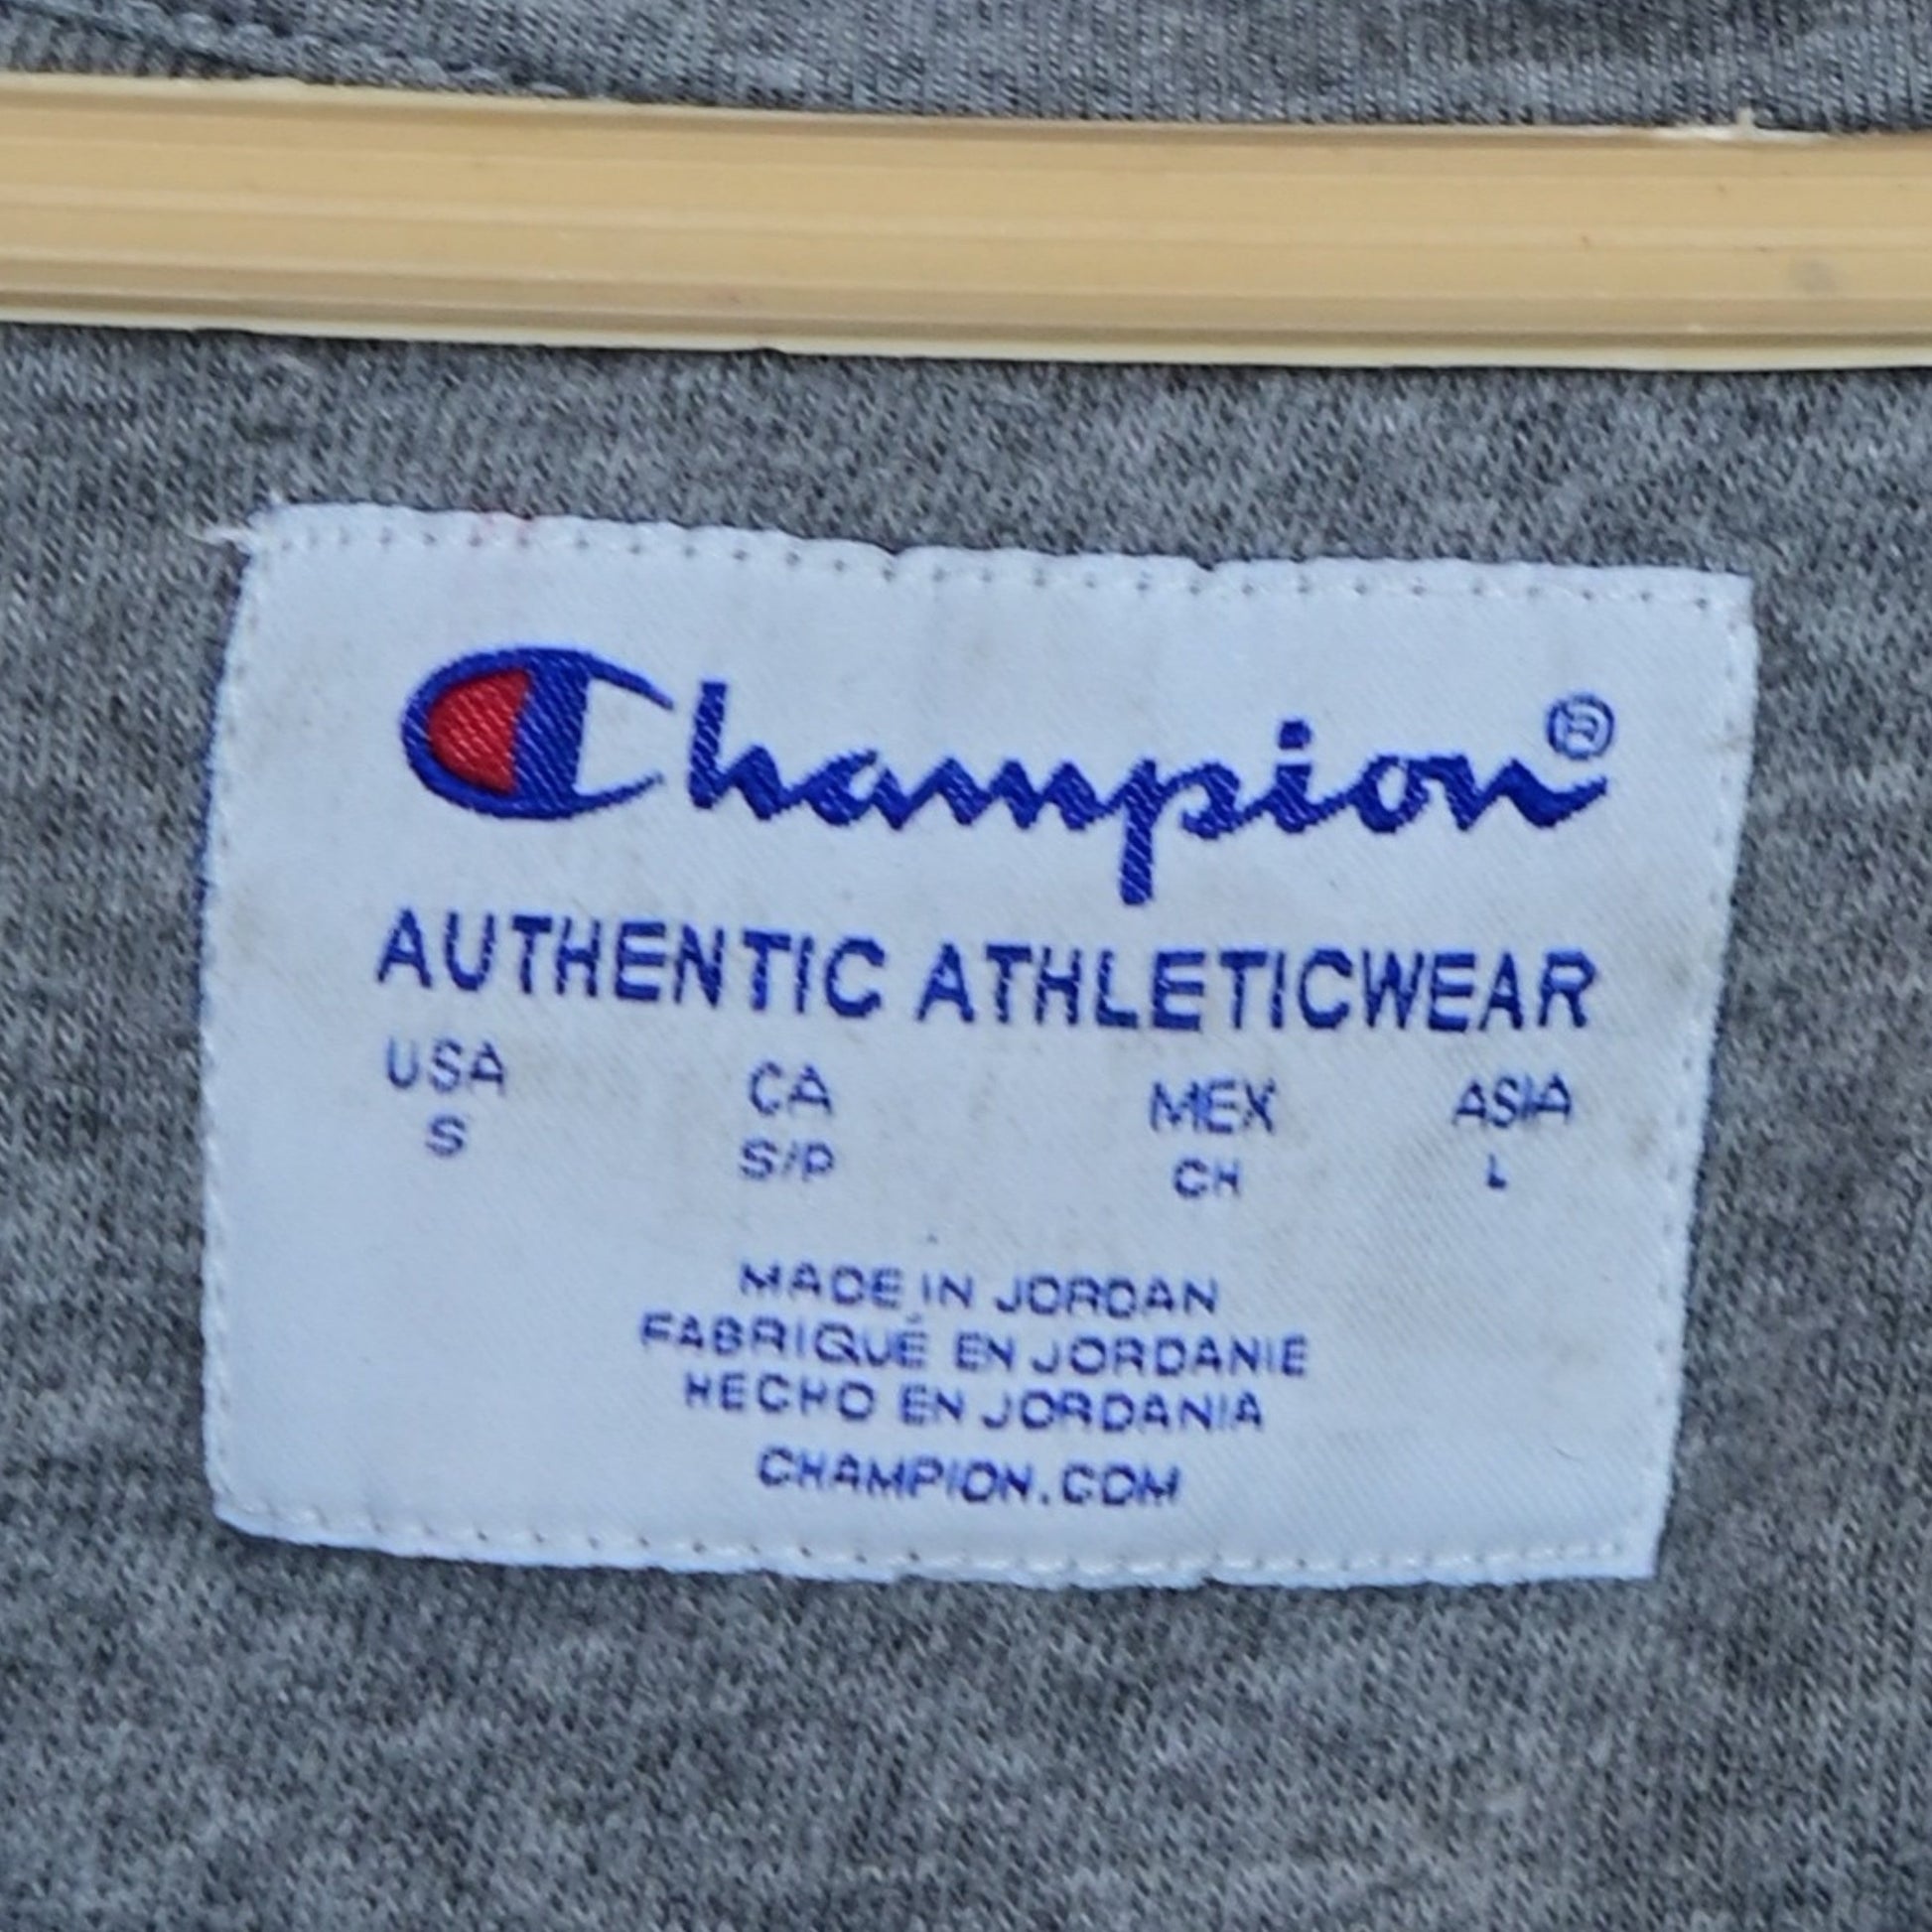 Champion®
AUTHENTIC ATHLETICWEAR
USA CA MEX ASIA
S S/P CH L
MADE IN JORDAN
FABRIQUÉ EN JORDANIE
HECHO EN JORDANIA
CHAMPION.COM